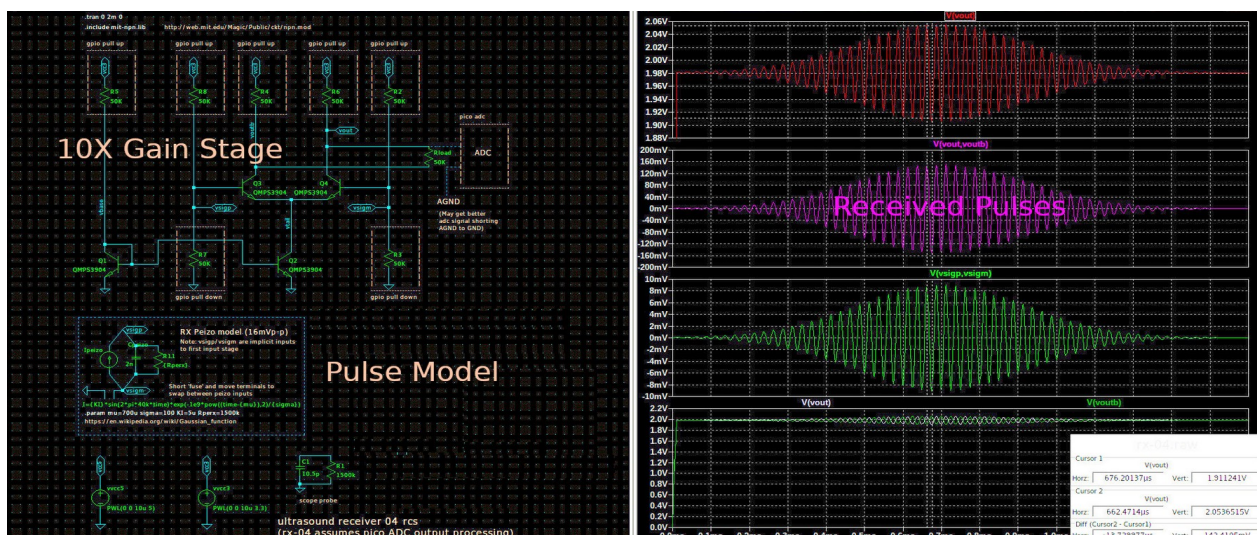 .tran 0 2m 0
.include mit-npn.lib http://web.mit.edu/Magic/Public/ckt/npn.mod
gpio pull up gpio pull up gpio pull up gpio pull up gpio pull up
R5 50K
R8 50K
R4 50K
R6 50K
R2 50K
pico adc
ADC
voutb
vout
10X Gain Stage
Rload 50K
Q3 QMPS3904
Q4 QMPS3904
AGND
(May get better
adc signal shorting
AGND to GND)
vbase
vsigp
vtail
vsigm
Q1 QMPS3904
R7 50K
Q2 QMPS3904
R3 50K
gpio pull down gpio pull down
vsigp
RX Peizo model (16mVp-p)
Note: vsigp/vsigm are implicit inputs
to first input stage
Ipeizo
2n
R11
{Rperx}
vsigm
Short 'fuse' and move terminals to
swap between peizo inputs
.param mu=700u sigma=100 KI=5u Rperx=1500k
https://en.wikipedia.org/wiki/Gaussian_function
Pulse Model
vvcc5
PWL(0 0 10u 5)
vvcc3
PWL(0 0 10u 3.3)
C1 10.5p
R1 1500k
scope probe
ultrasound receiver 04 rcs
(rx-04 assumes pico ADC output processing)
V(vout)
2.06V
2.04V
2.02V
2.00V
1.98V
1.96V
1.94V
1.92V
1.90V
1.88V
V(vout,voutb)
200mV
160mV
120mV
80mV
40mV
0mV
-40mV
-80mV
-120mV
-160mV
-200mV
Received Pulses
V(vsigp,vsigm)
10mV
8mV
6mV
4mV
2mV
0mV
-2mV
-4mV
-6mV
-8mV
-10mV
V(vout) V(voutb)
2.2V
2.0V
1.8V
1.6V
1.4V
1.2V
1.0V
0.8V
0.6V
0.4V
0.2V
0.0V
Cursor 1
V(vout)
Horz: 676.20137µs Vert: 1.911241V
Cursor 2
V(vout)
Horz: 662.4714µs Vert: 2.0536515V
Diff (Cursor2 - Cursor1)